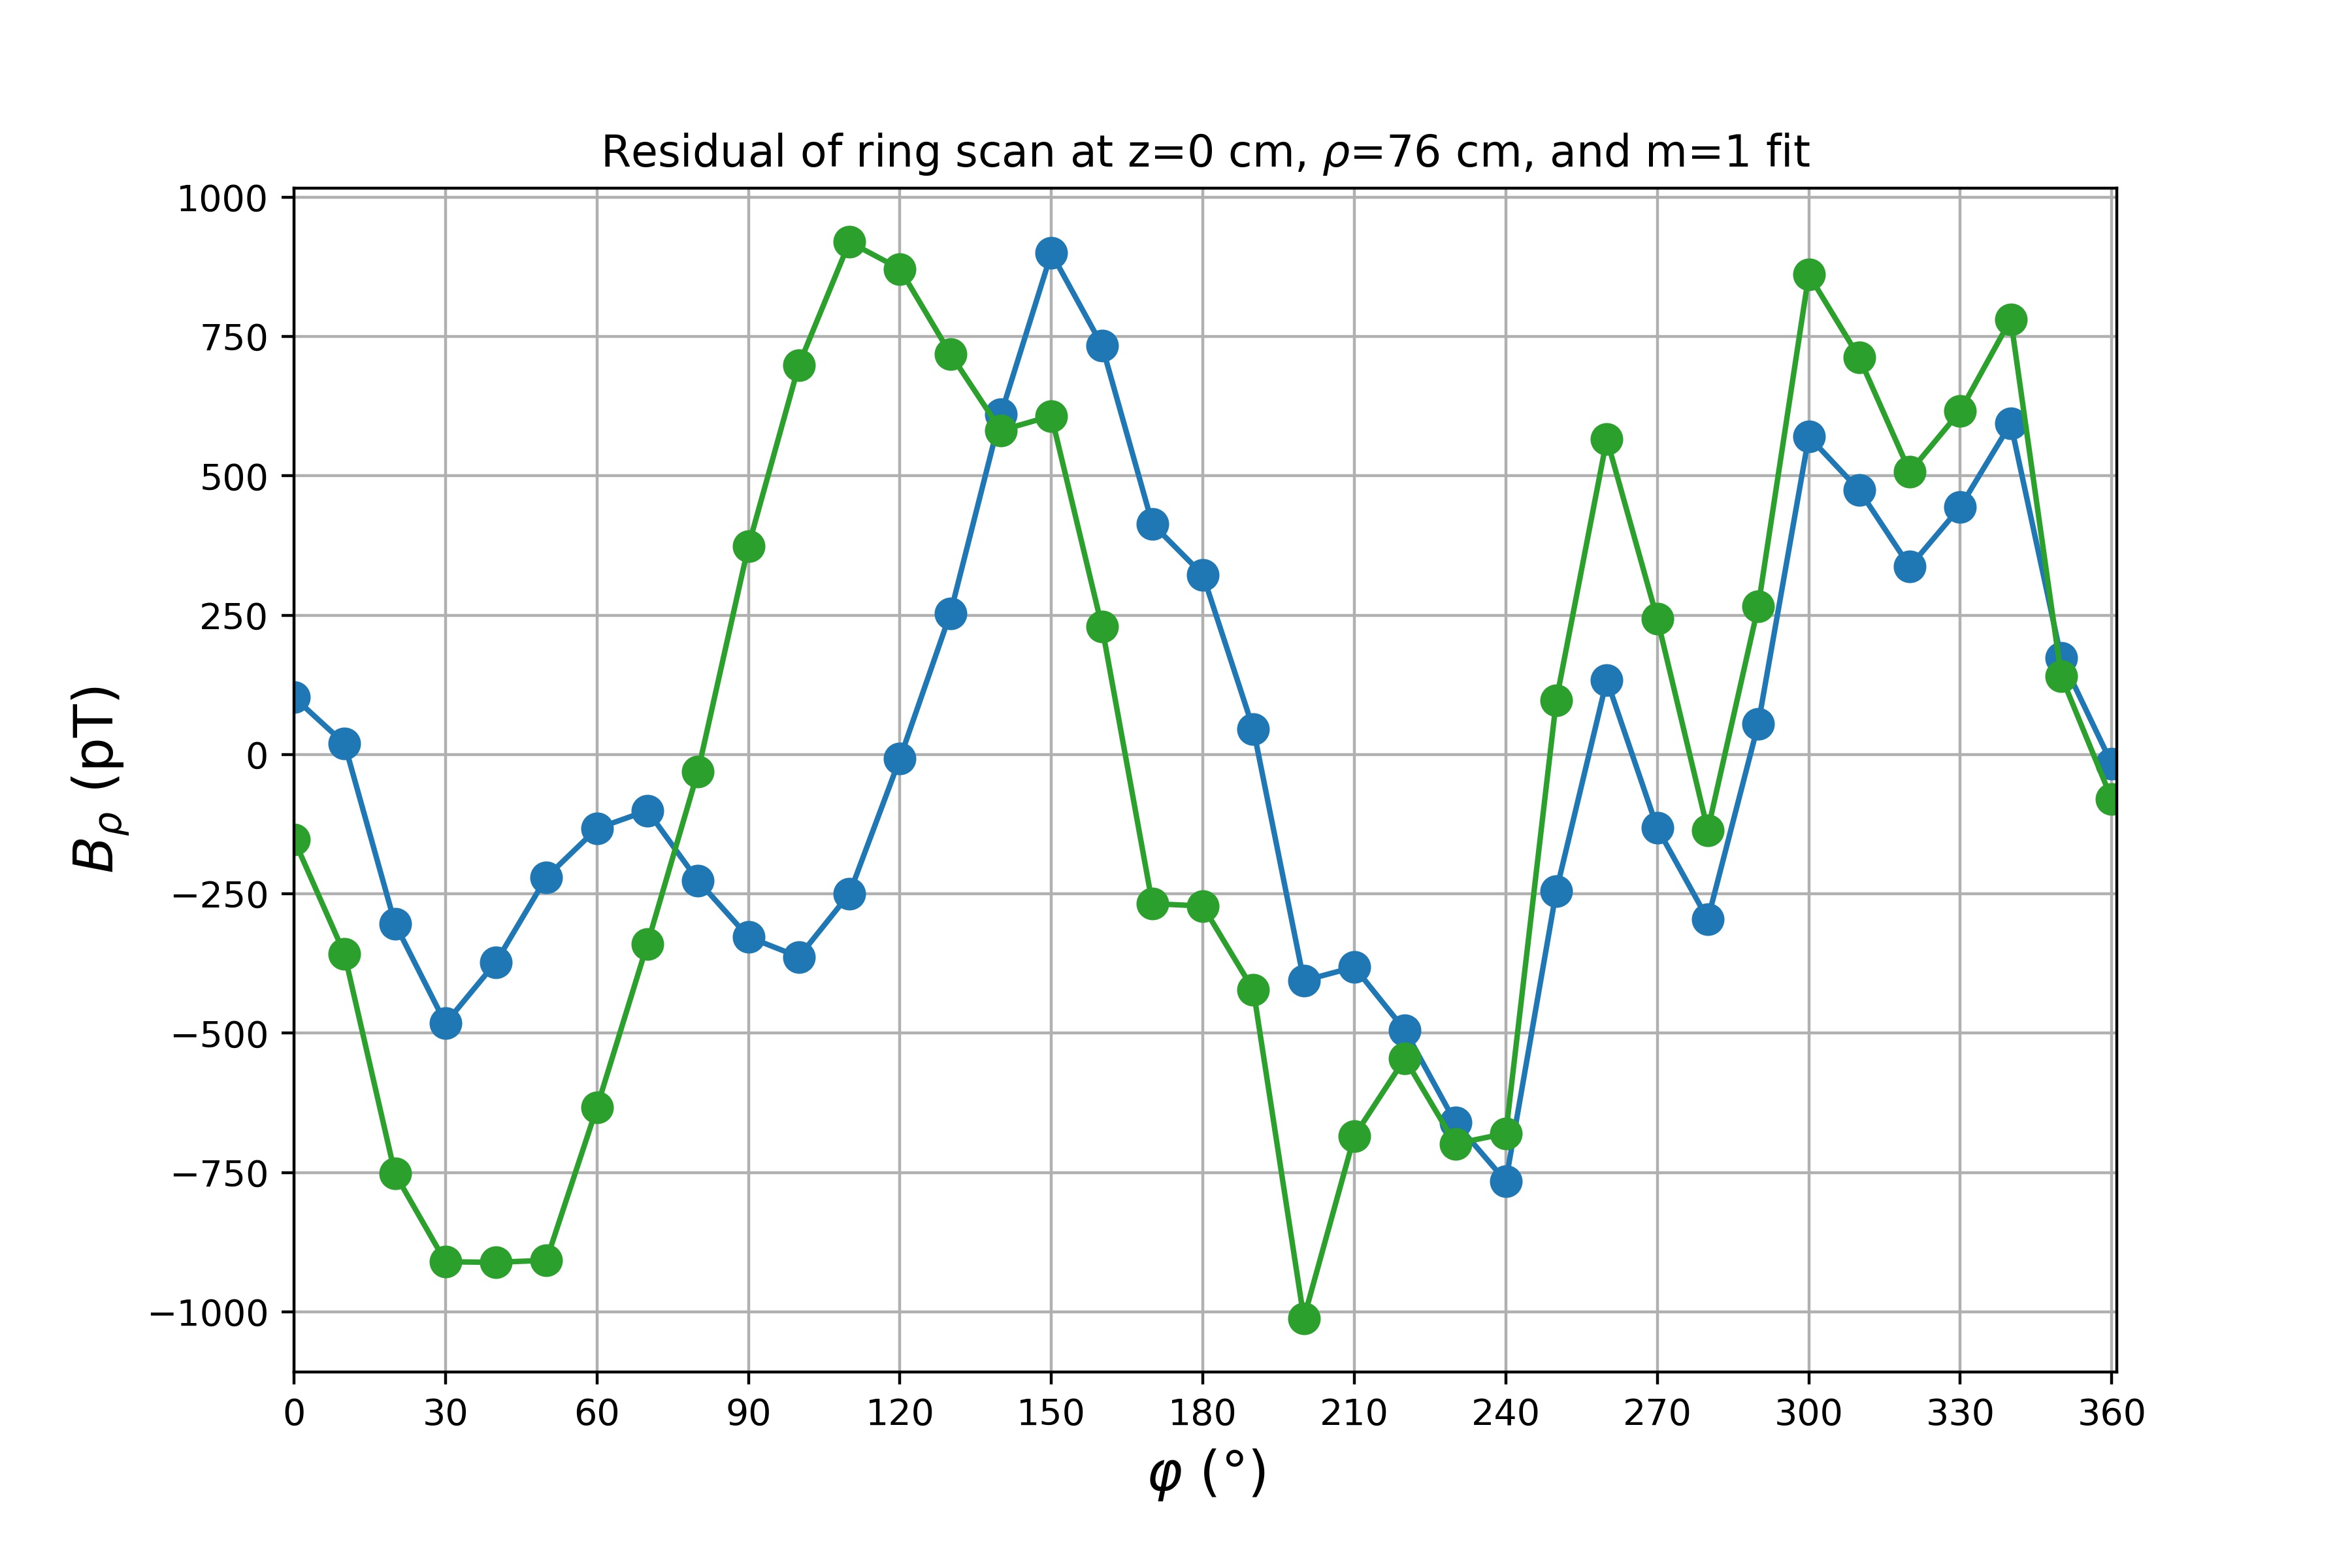 Residual of ring scan at z=0 cm, ρ=76 cm, and m=1 fit
1000
750
500
250
0
−250
−500
−750
−1000
Bρ (pT)
0 30 60 90 120 150 180 210 240 270 300 330 360
φ (°)